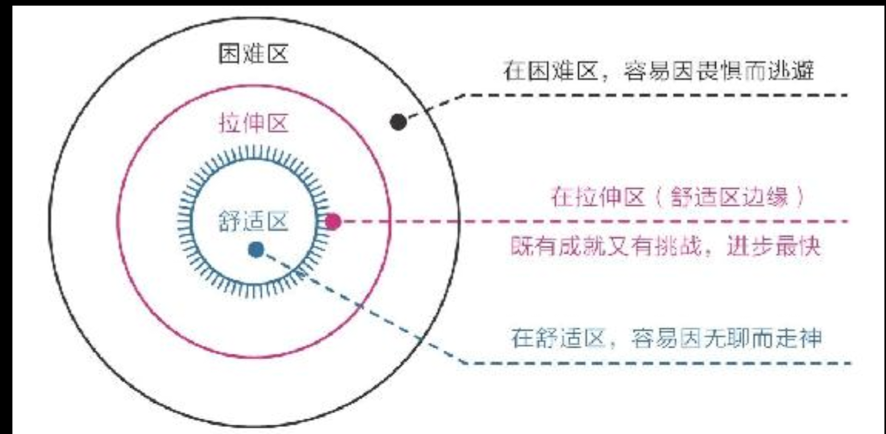 困难区
在困难区，容易因畏惧而逃避
拉伸区
在拉伸区（舒适区边缘）
舒适区
既有成就又有挑战，进步最快
在舒适区，容易因无聊而走神